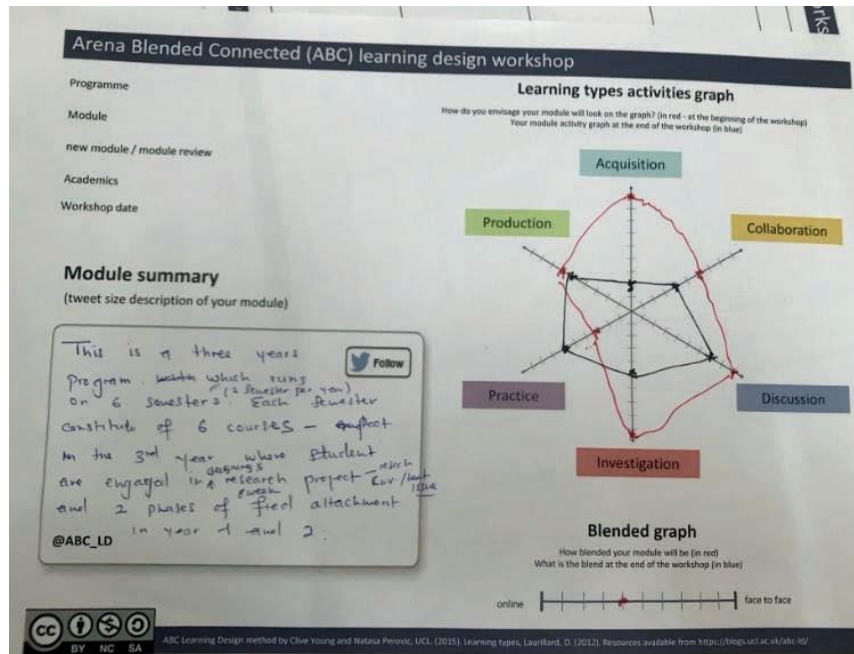 rks
Arena Blended Connected (ABC) learning design workshop
Programme
Module
new module / module review
Academics
Workshop date
Module summary
(tweet size description of your module)
This is a three years
Follow
program. which runs
(2 semester per year)
on 6 semesters. Each semester
constitute of 6 courses -
in the 3rd year where student
are engaged in research project -
and 2 phases of attachment
in year 1 and 2.
@ABC_LD
Learning types activities graph
How do you envisage your module will look on the graph? (in red - at the beginning of the workshop)
Your module activity graph at the end of the workshop (in blue)
Acquisition
Production
Collaboration
Practice
Discussion
Investigation
Blended graph
How blended your module will be (in red)
What is the blend at the end of the workshop (in blue)
online
face to face
cc
BY NC SA
ABC Learning Design method by Clive Young and Natasa Perovic, UCL. (2015). Learning types, Laurillard, D. (2012). Resources available from https://blogs.ucl.ac.uk/abc-ld/